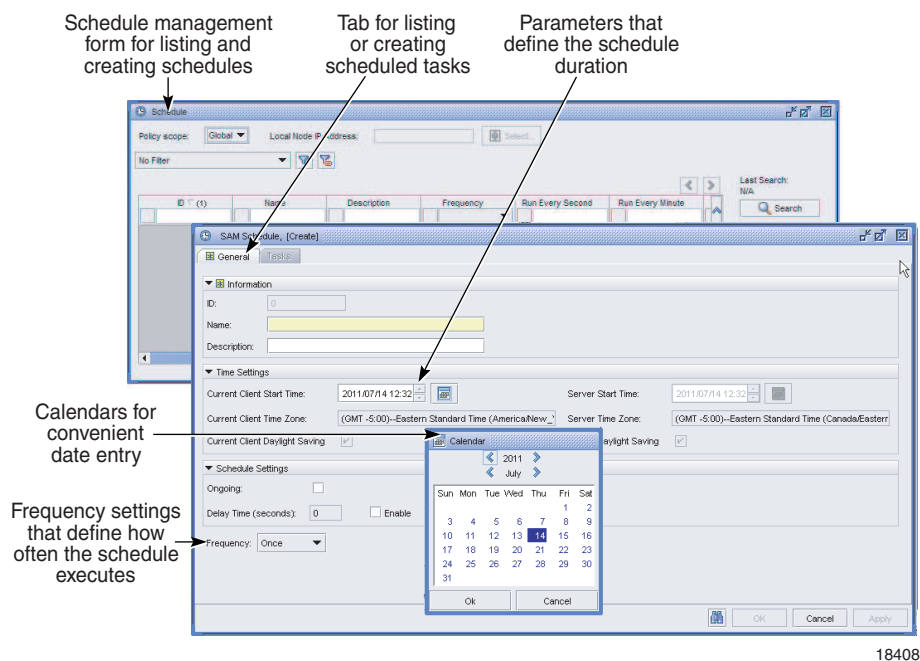 Schedule management
form for listing and
creating schedules
Tab for listing
or creating
scheduled tasks
Parameters that
define the schedule
duration
Schedule
Policy scope: Global Local Node IP Address: Select...
No Filter
Last Search:
N/A
ID (1) Name Description Frequency Run Every Second Run Every Minute
Search
SAM Schedule, [Create]
General Tasks
Information
ID: 0
Name:
Description:
Time Settings
Current Client Start Time: 2011/07/14 12:32 Server Start Time: 2011/07/14 12:32
Current Client Time Zone: (GMT -5:00)--Eastern Standard Time (America/New_Y Server Time Zone: (GMT -5:00)--Eastern Standard Time (Canada/Easter
Current Client Daylight Saving aylight Saving
Calendars for
convenient
date entry
Calendar
2011
July
Sun Mon Tue Wed Thu Fri Sat
1 2
3 4 5 6 7 8 9
10 11 12 13 14 15 16
17 18 19 20 21 22 23
24 25 26 27 28 29 30
31
Ok Cancel
Schedule Settings
Ongoing:
Delay Time (seconds): 0 Enable
Frequency: Once
Frequency settings
that define how
often the schedule
executes
OK Cancel Apply
18408